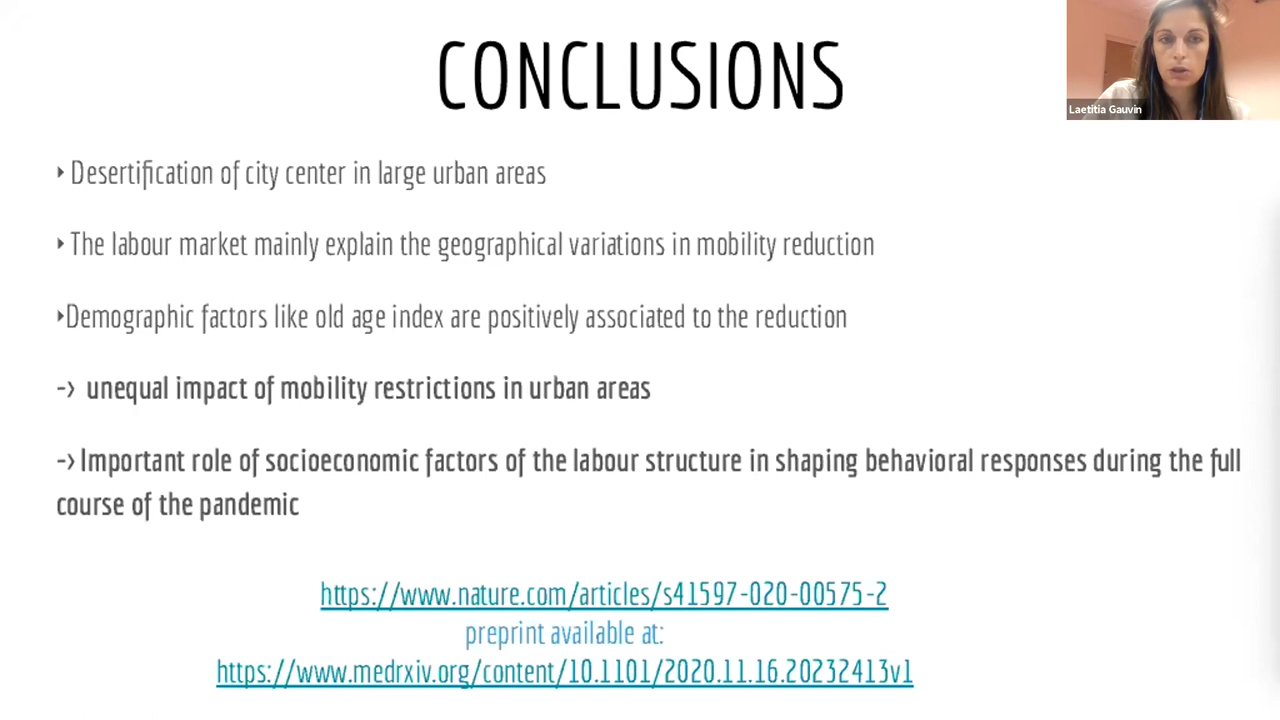 CONCLUSIONS
Laetitia Gauvin
‣ Desertification of city center in large urban areas
‣ The labour market mainly explain the geographical variations in mobility reduction
‣Demographic factors like old age index are positively associated to the reduction
-> unequal impact of mobility restrictions in urban areas
-> Important role of socioeconomic factors of the labour structure in shaping behavioral responses during the full
course of the pandemic
https://www.nature.com/articles/s41597-020-00575-2
preprint available at:
https://www.medrxiv.org/content/10.1101/2020.11.16.20232413v1